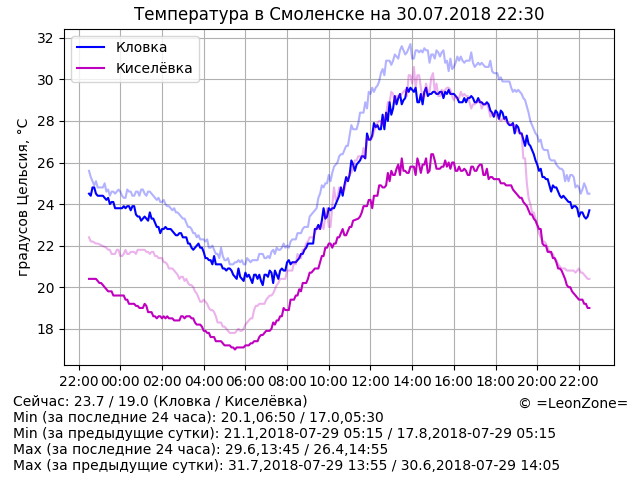 Температура в Смоленске на 30.07.2018 22:30
градусов Цельсия, °C
32
30
28
26
24
22
20
18
Кловка
Киселёвка
22:00 00:00 02:00 04:00 06:00 08:00 10:00 12:00 14:00 16:00 18:00 20:00 22:00
Сейчас: 23.7 / 19.0 (Кловка / Киселёвка)
© =LeonZone=
Min (за последние 24 часа): 20.1,06:50 / 17.0,05:30
Min (за предыдущие сутки): 21.1,2018-07-29 05:15 / 17.8,2018-07-29 05:15
Max (за последние 24 часа): 29.6,13:45 / 26.4,14:55
Max (за предыдущие сутки): 31.7,2018-07-29 13:55 / 30.6,2018-07-29 14:05